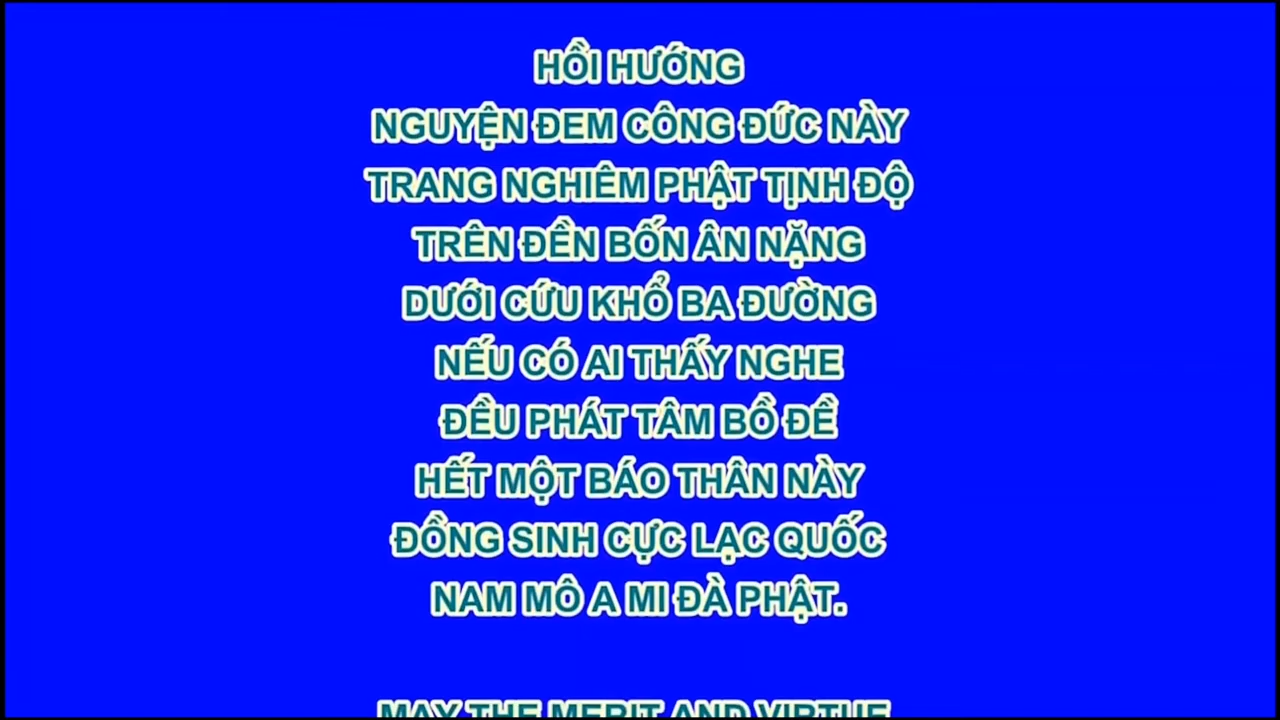 HỒI HƯỚNG
NGUYỆN ĐEM CÔNG ĐỨC NÀY
TRANG NGHIÊM PHẬT TỊNH ĐỘ
TRÊN ĐỀN BỐN ÂN NẶNG
DƯỚI CỨU KHỔ BA ĐƯỜNG
NẾU CÓ AI THẤY NGHE
ĐỀU PHÁT TÂM BỒ ĐỀ
HẾT MỘT BÁO THÂN NÀY
ĐỒNG SINH CỰC LẠC QUỐC
NAM MÔ A MI ĐÀ PHẬT.
MAY THE MERIT AND VIRTUE